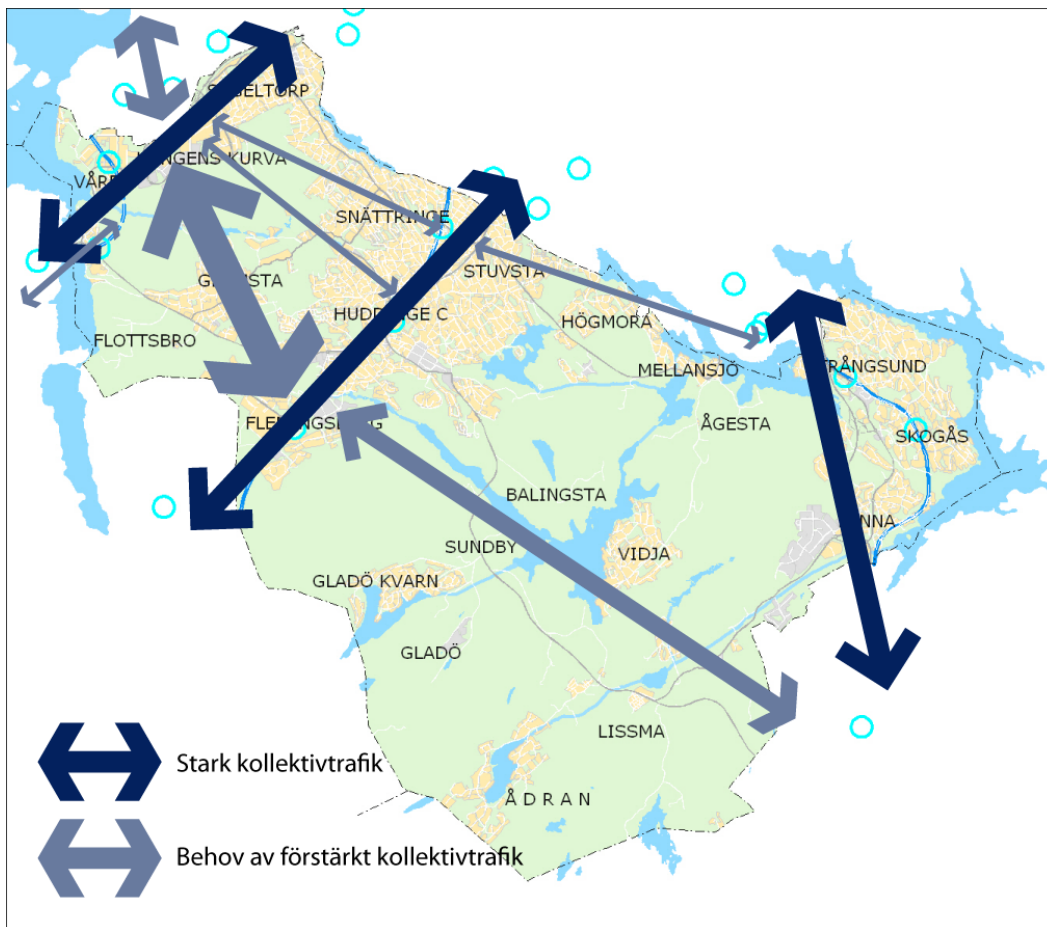 SEGELTORP
KUNGENS KURVA
SNÄTTRINGE
STUVSTA
HUDDINGE C
HÖGMORA
FLOTTSBRO
MELLANSJÖ
TRÅNGSUND
ÅGESTA
FLEMINGSBERG
SKOGÅS
BALINGSTA
SUNDBY
VIDJA
GLADÖ KVARN
GLADÖ
LISSMA
ÅDRAN
Stark kollektivtrafik
Behov av förstärkt kollektivtrafik